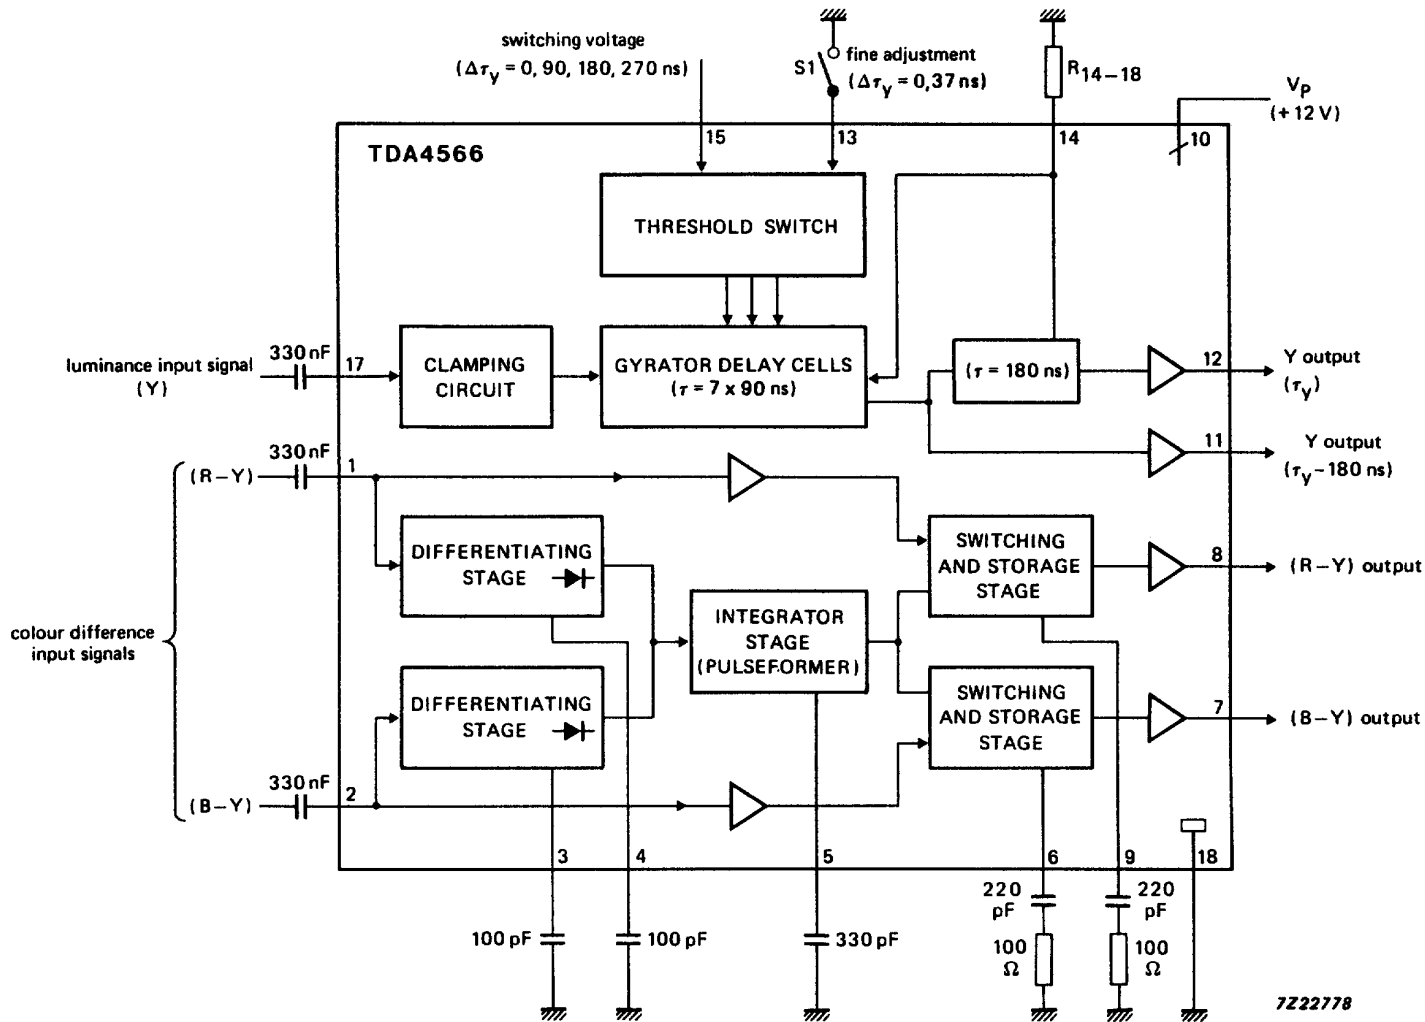 switching voltage
(Δτy = 0, 90, 180, 270 ns)
S1
fine adjustment
(Δτy = 0,37 ns)
R14−18
VP
(+12 V)
15
13
14
10
TDA4566
THRESHOLD SWITCH
luminance input signal
(Y)
330 nF
17
CLAMPING
CIRCUIT
GYRATOR DELAY CELLS
(τ = 7 x 90 ns)
(τ = 180 ns)
12
Y output
(τy)
11
Y output
(τy − 180 ns)
(R−Y)
330 nF
1
DIFFERENTIATING
STAGE
SWITCHING
AND STORAGE
STAGE
8
(R−Y) output
colour difference
input signals
INTEGRATOR
STAGE
(PULSEFORMER)
DIFFERENTIATING
STAGE
SWITCHING
AND STORAGE
STAGE
7
(B−Y) output
(B−Y)
330 nF
2
3
4
5
6
9
18
100 pF
100 pF
330 pF
220
pF
220
pF
100
Ω
100
Ω
7Z22778